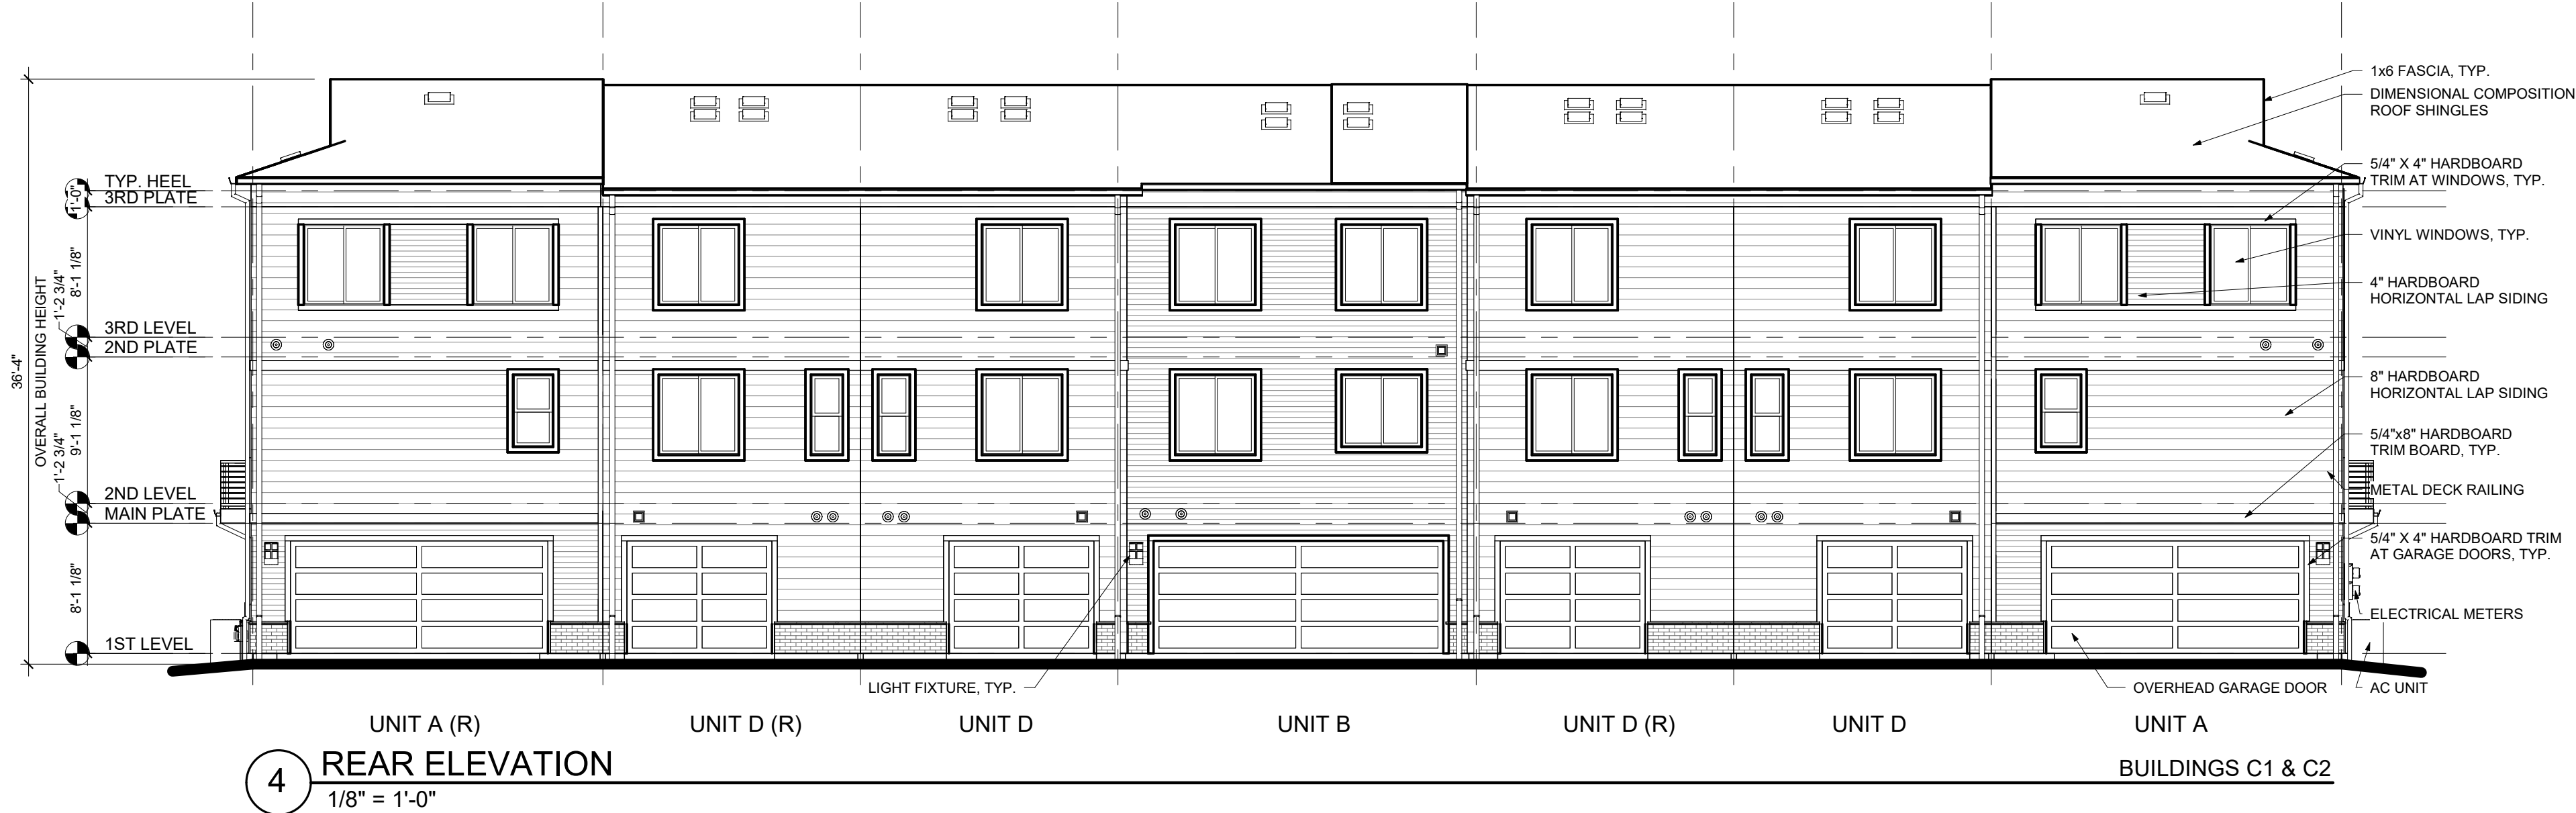 1x6 FASCIA, TYP.
DIMENSIONAL COMPOSITION
ROOF SHINGLES
5/4" X 4" HARDBOARD
TRIM AT WINDOWS, TYP.
VINYL WINDOWS, TYP.
4" HARDBOARD
HORIZONTAL LAP SIDING
8" HARDBOARD
HORIZONTAL LAP SIDING
5/4"x8" HARDBOARD
TRIM BOARD, TYP.
METAL DECK RAILING
5/4" X 4" HARDBOARD TRIM
AT GARAGE DOORS, TYP.
ELECTRICAL METERS
AC UNIT
OVERHEAD GARAGE DOOR
LIGHT FIXTURE, TYP.
TYP. HEEL
3RD PLATE
3RD LEVEL
2ND PLATE
2ND LEVEL
MAIN PLATE
1ST LEVEL
36'-4"
OVERALL BUILDING HEIGHT
1'-0"
8'-1 1/8"
1'-2 3/4"
9'-1 1/8"
1'-2 3/4"
8'-1 1/8"
UNIT A (R)
UNIT D (R)
UNIT D
UNIT B
UNIT D (R)
UNIT D
UNIT A
4
REAR ELEVATION
BUILDINGS C1 & C2
1/8" = 1'-0"